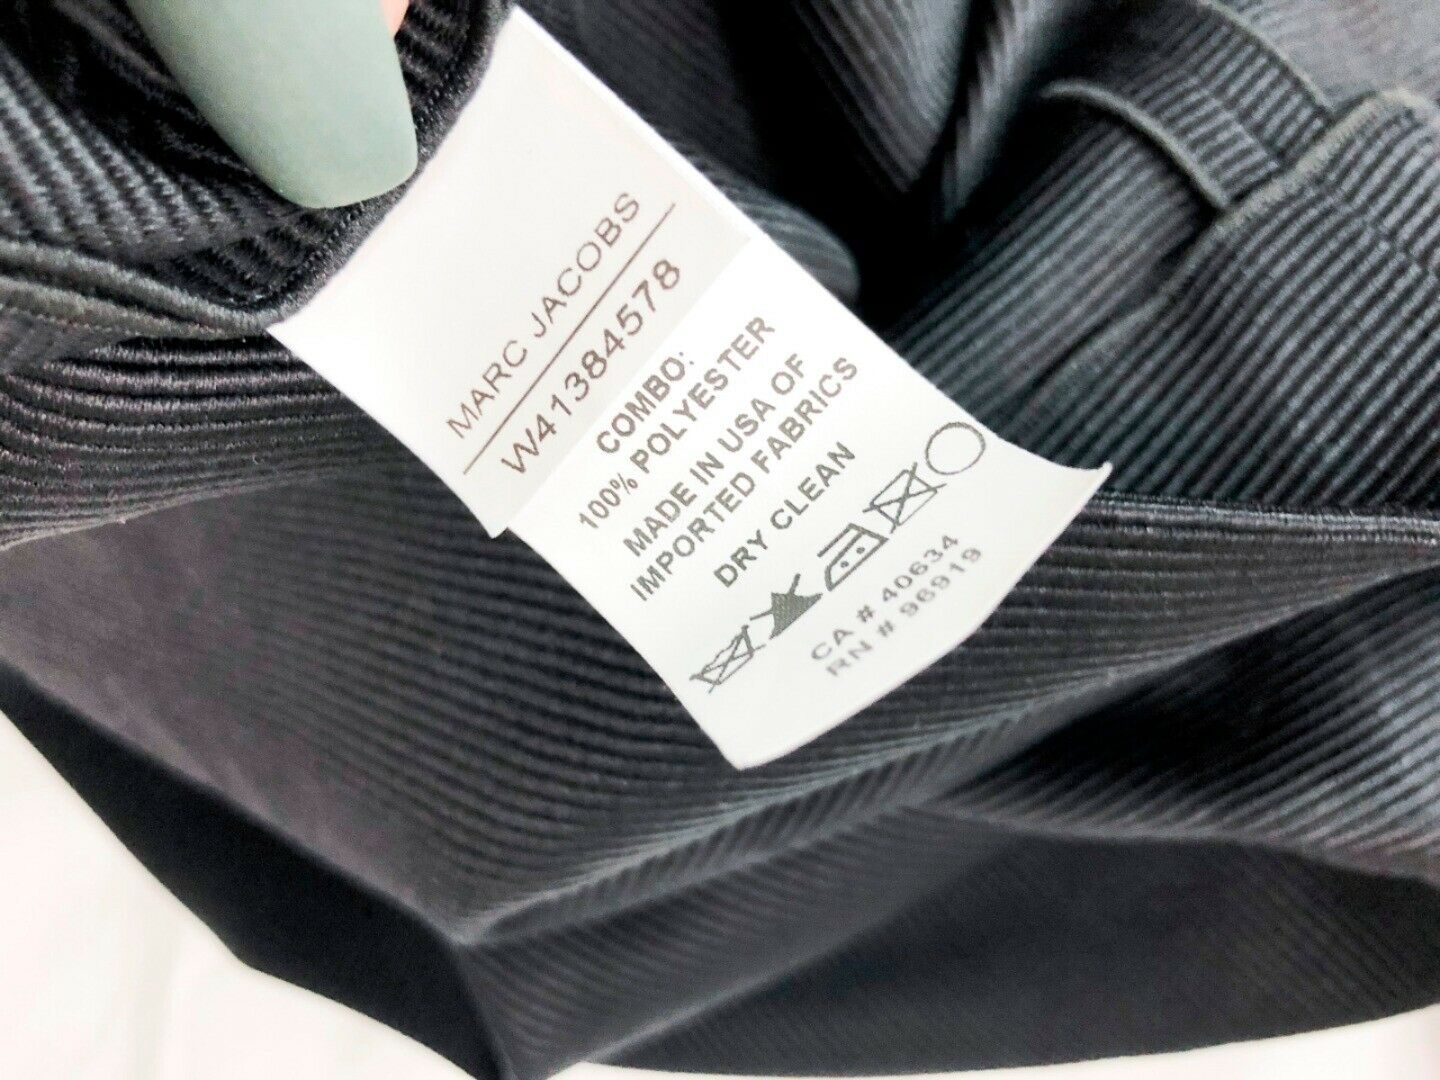 MARC JACOBS
W41384578
COMBO:
100% POLYESTER
MADE IN USA OF
IMPORTED FABRICS
DRY CLEAN
CA # 40634
RN # 96919